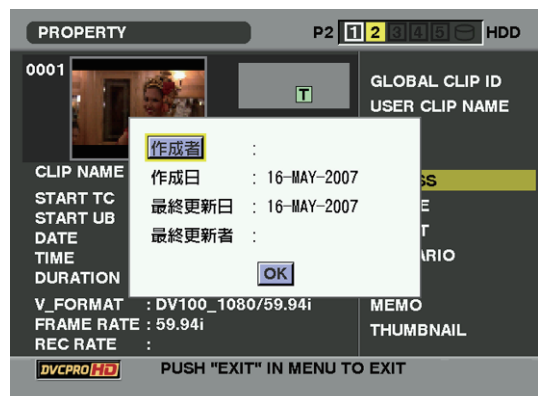 PROPERTY
P2 1 2 3 4 5 HDD
0001
T
GLOBAL CLIP ID
USER CLIP NAME
作成者 :
作成日 : 16-MAY-2007
最終更新日 : 16-MAY-2007
最終更新者 :
OK
CLIP NAME
START TC
START UB
DATE
TIME
DURATION
V_FORMAT : DV100_1080/59.94i
FRAME RATE : 59.94i
REC RATE :
SS
E
T
ARIO
MEMO
THUMBNAIL
DVCPRO HD
PUSH "EXIT" IN MENU TO EXIT